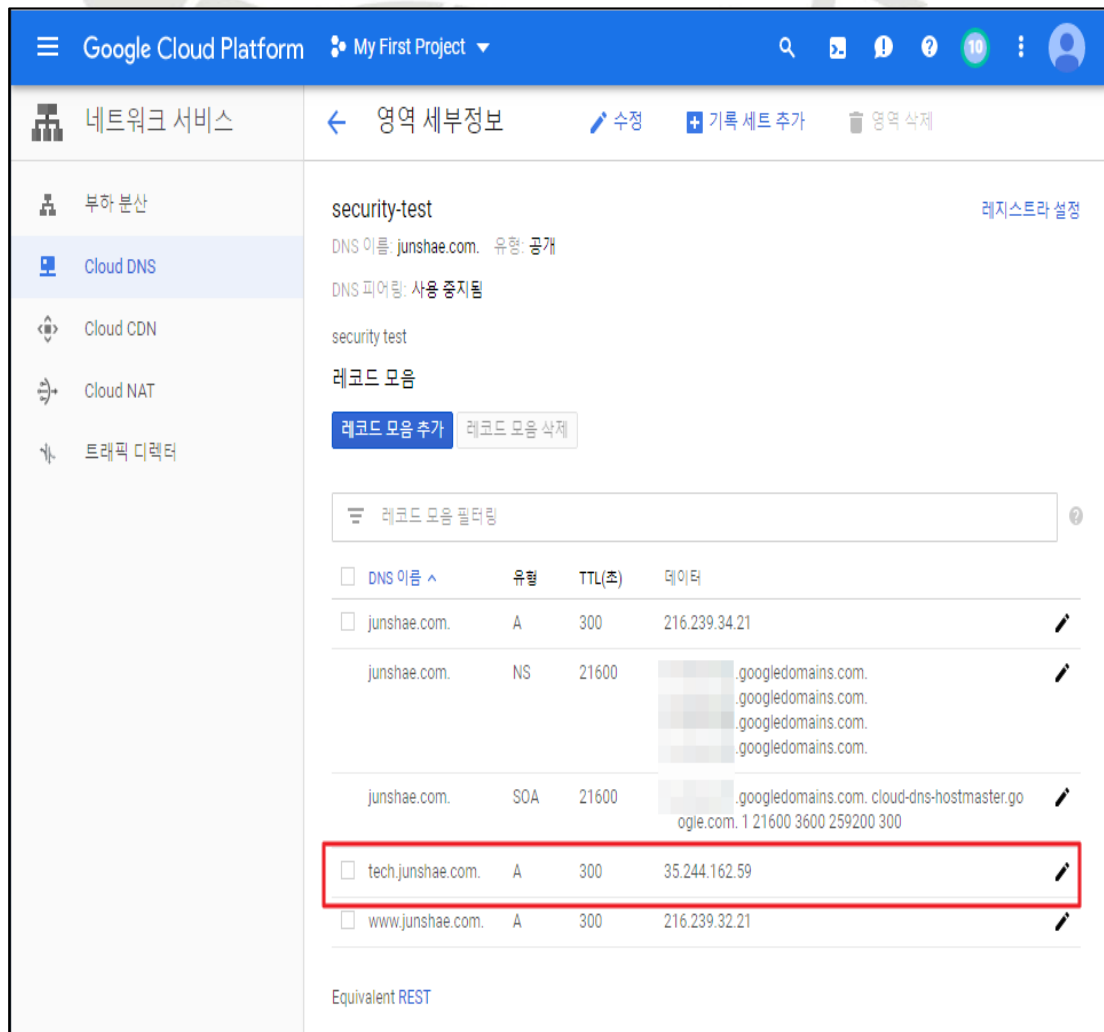 Google Cloud Platform My First Project 10
네트워크 서비스
영역 세부정보 수정 기록 세트 추가 영역 삭제
부하 분산
Cloud DNS
Cloud CDN
Cloud NAT
트래픽 디렉터
security-test 레지스트라 설정
DNS 이름: junshae.com. 유형: 공개
DNS 피어링: 사용 중지됨
security test
레코드 모음
레코드 모음 추가 레코드 모음 삭제
레코드 모음 필터링
DNS 이름 유형 TTL(초) 데이터
junshae.com. A 300 216.239.34.21
junshae.com. NS 21600 .googledomains.com.
.googledomains.com.
.googledomains.com.
.googledomains.com.
junshae.com. SOA 21600 .googledomains.com. cloud-dns-hostmaster.go
ogle.com. 1 21600 3600 259200 300
tech.junshae.com. A 300 35.244.162.59
www.junshae.com. A 300 216.239.32.21
Equivalent REST